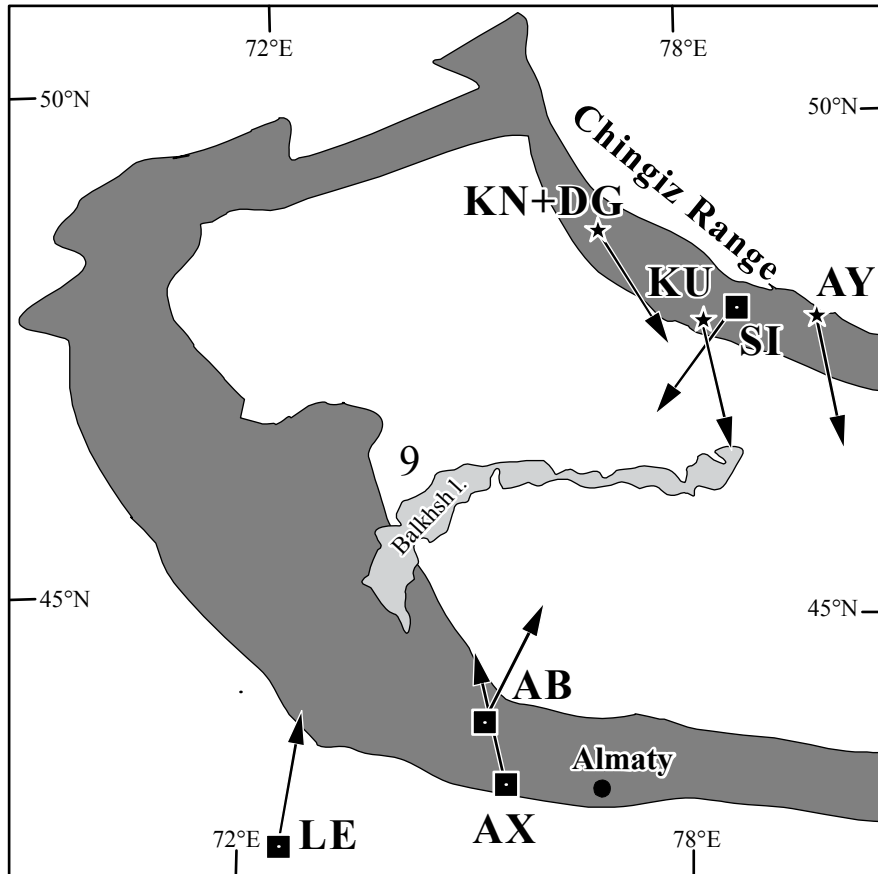 72°E
78°E
50°N
50°N
Chingiz Range
KN+DG
KU
AY
SI
9
Balkhsh l.
45°N
45°N
AB
Almaty
AX
LE
72°E
78°E